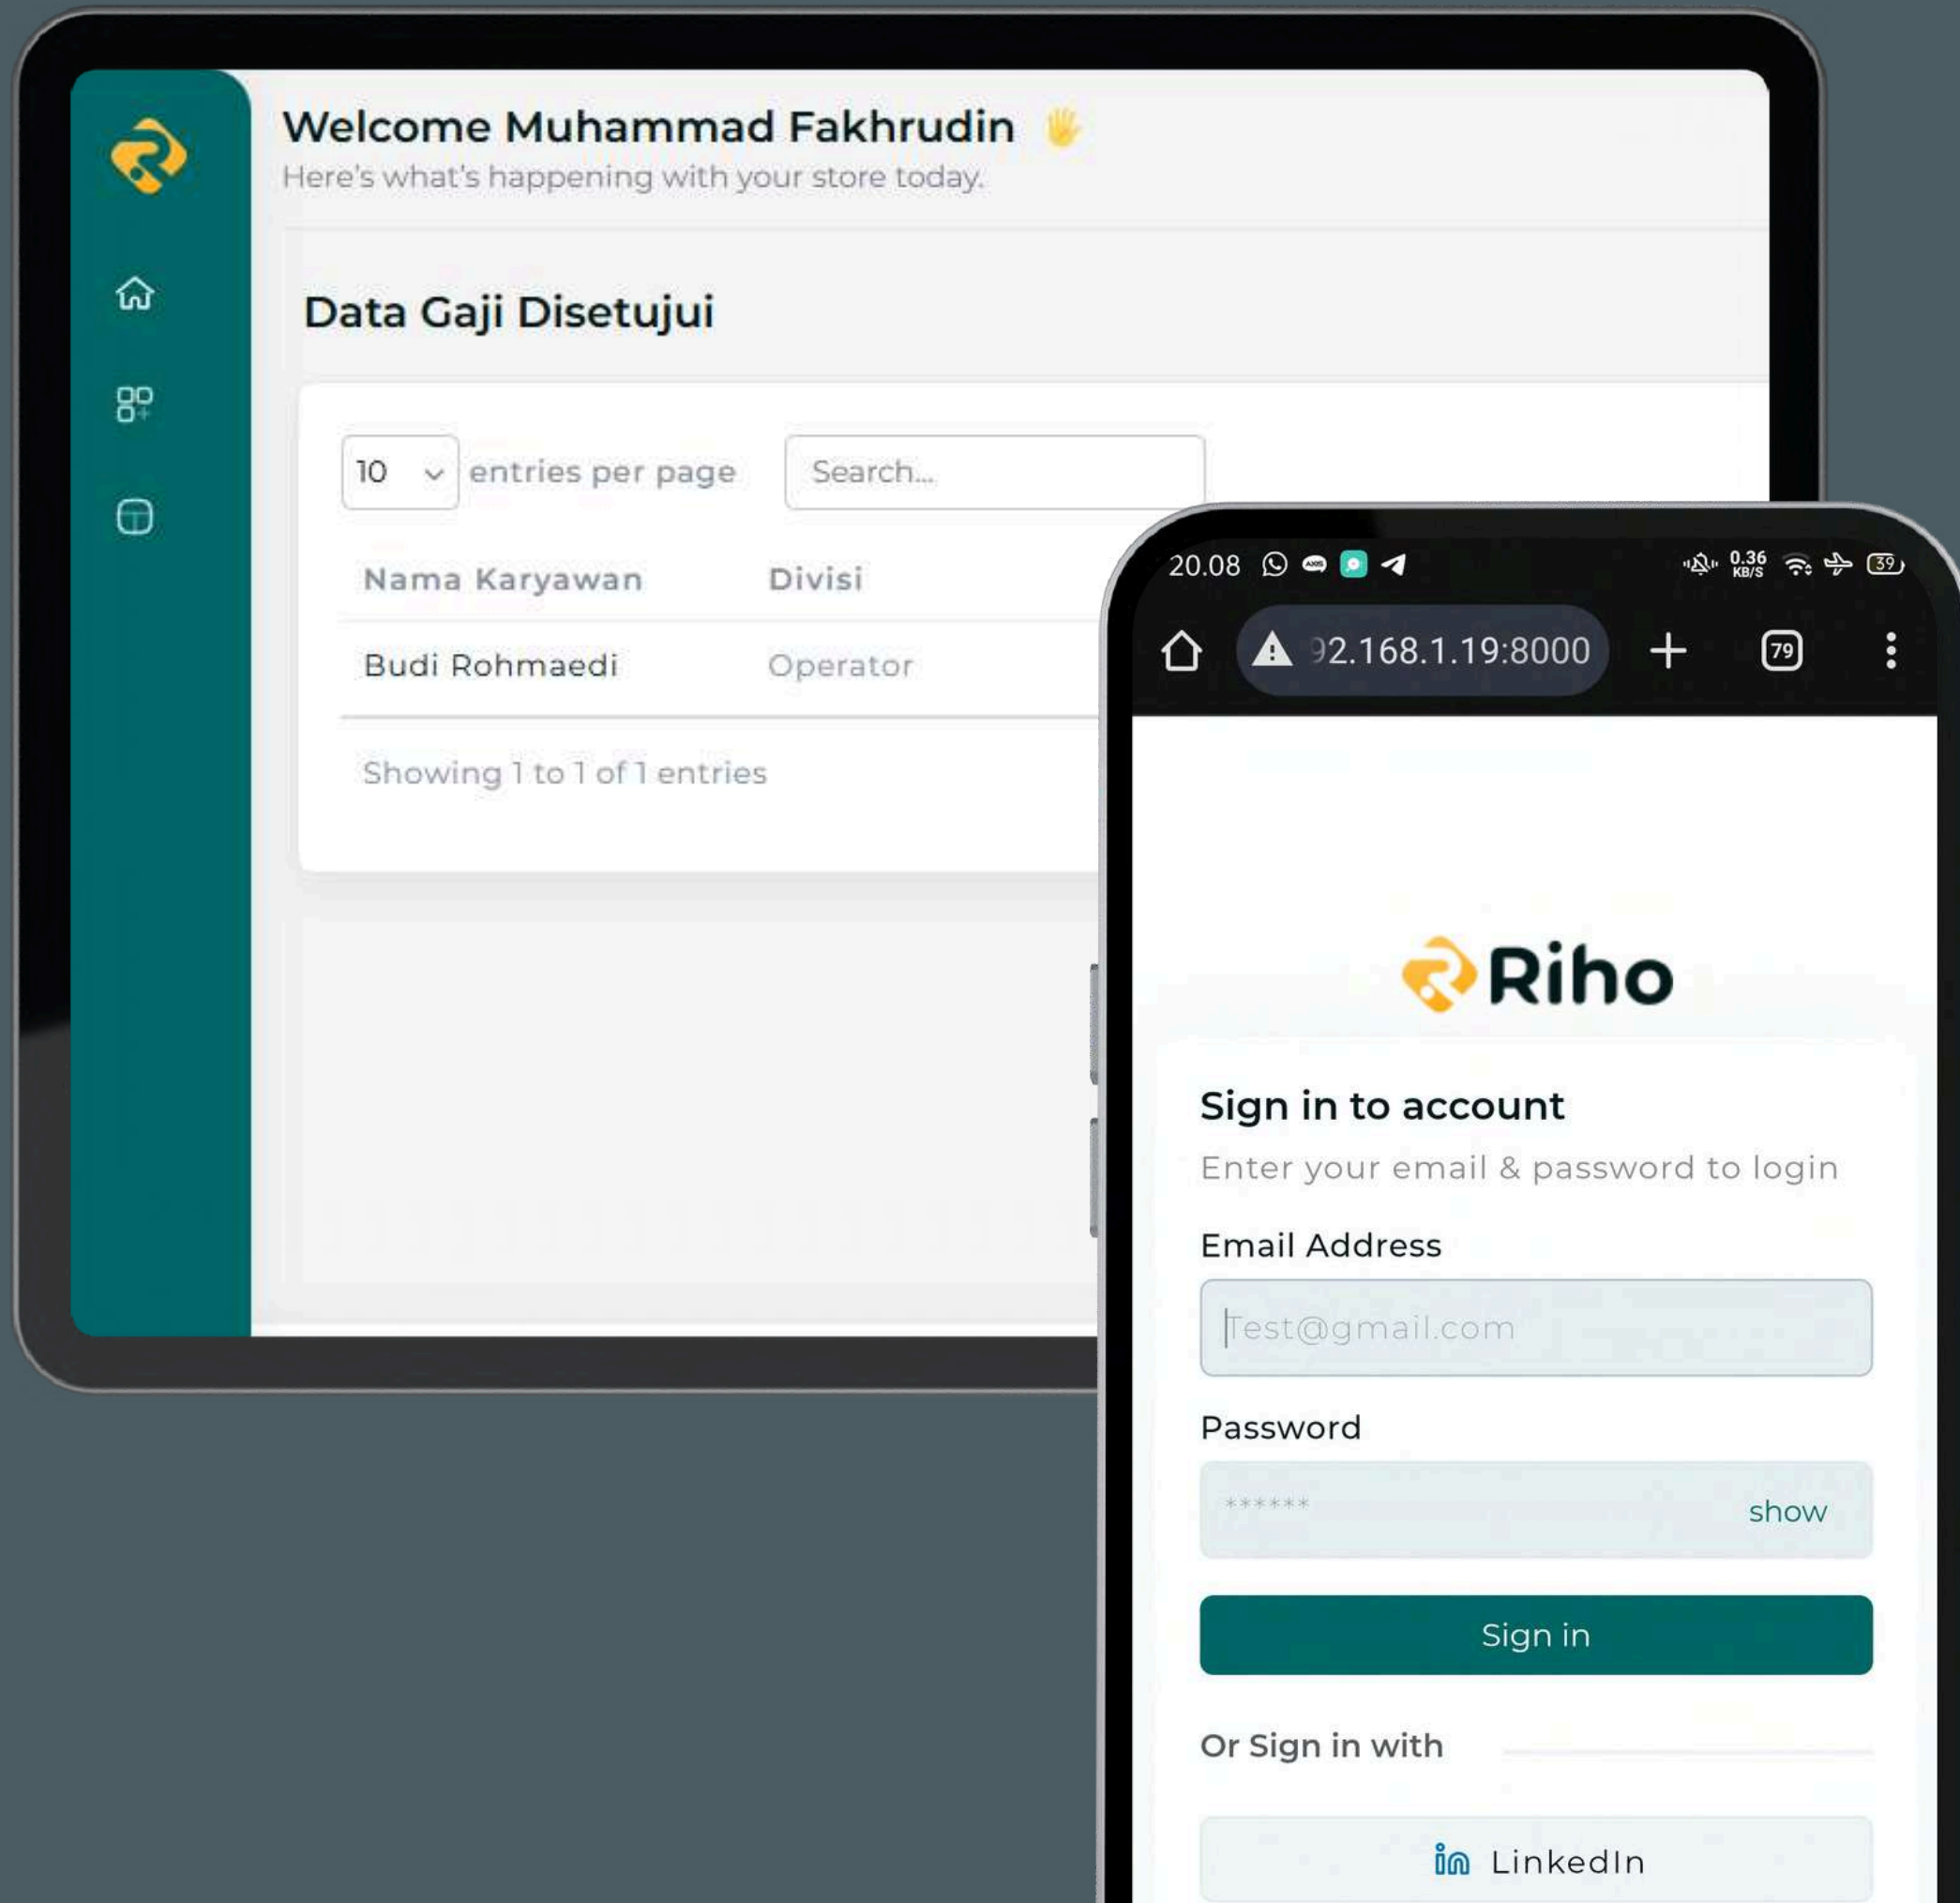 Welcome Muhammad Fakhrudin 🖐
Here's what's happening with your store today.
Data Gaji Disetujui
10 entries per page Search...
Nama Karyawan Divisi
Budi Rohmaedi Operator
Showing 1 to 1 of 1 entries
20.08 AXIS 0.36 KB/S 39
92.168.1.19:8000 79
Riho
Sign in to account
Enter your email & password to login
Email Address
Test@gmail.com
Password
****** show
Sign in
Or Sign in with
in LinkedIn